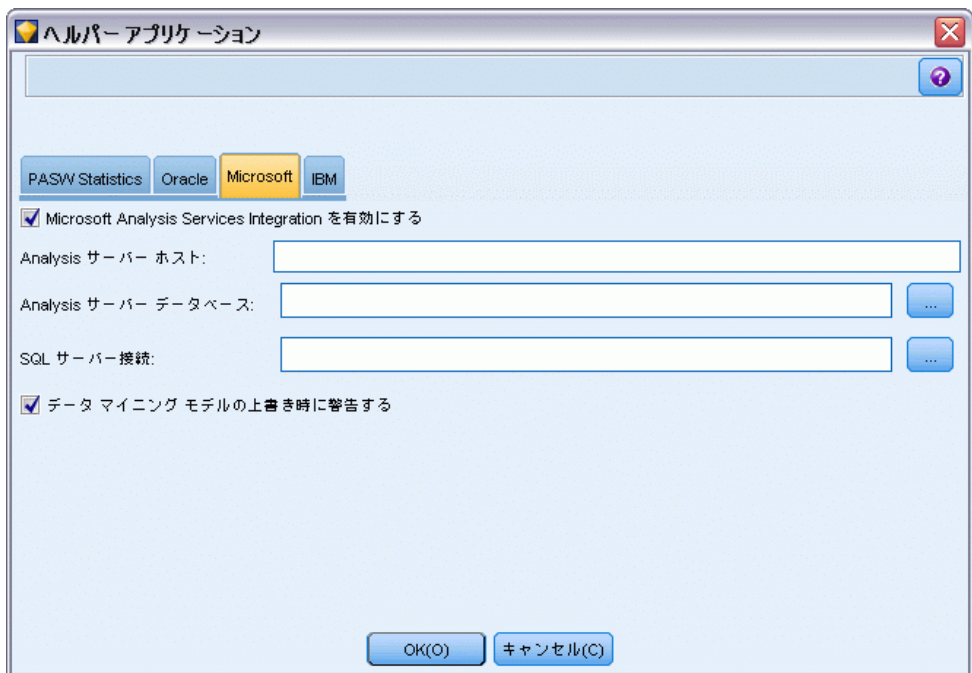 ヘルパー アプリケーション
PASW Statistics Oracle Microsoft IBM
Microsoft Analysis Services Integration を有効にする
Analysis サーバー ホスト:
Analysis サーバー データベース: ...
SQL サーバー接続: ...
データ マイニング モデルの上書き時に警告する
OK(O) キャンセル(C)